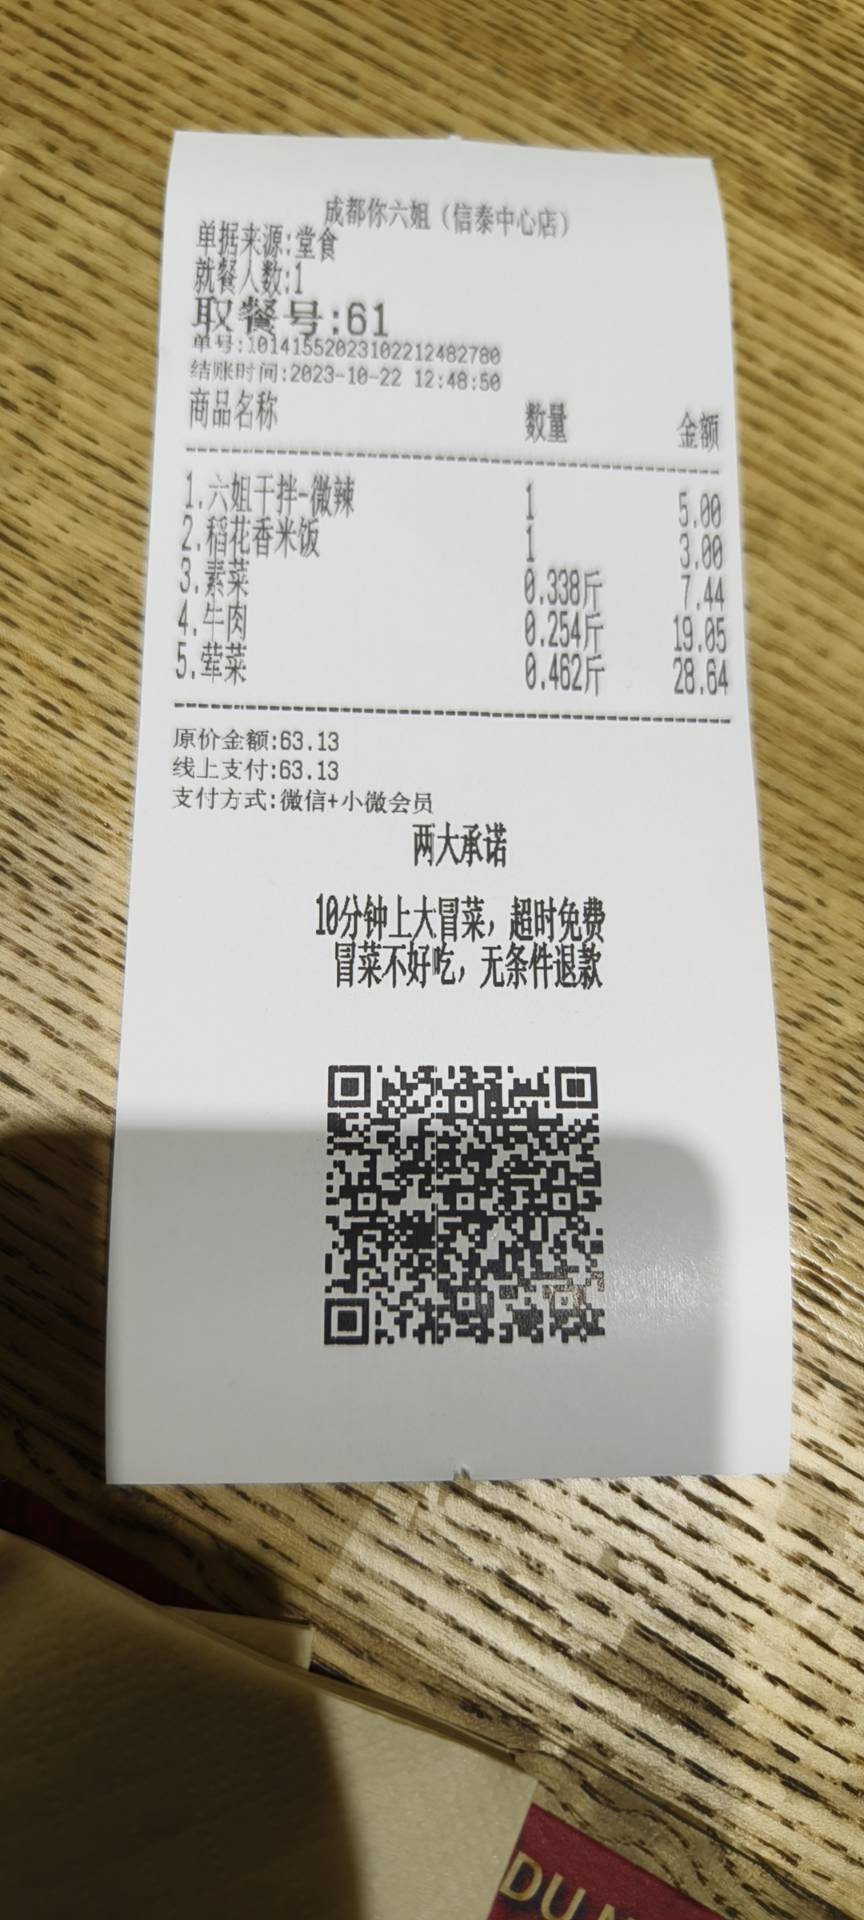 成都你六姐（信泰中心店）
单据来源:堂食
就餐人数:1
取餐号:61
单号:10141552023102212482780
结账时间:2023-10-22 12:48:50
商品名称 数量 金额
1.六姐干拌-微辣 1 5.00
2.稻花香米饭 1 3.00
3.素菜 0.338斤 7.44
4.牛肉 0.254斤 19.05
5.荤菜 0.462斤 28.64
原价金额:63.13
线上支付:63.13
支付方式:微信+小微会员
两大承诺
10分钟上大冒菜，超时免费
冒菜不好吃，无条件退款
DU